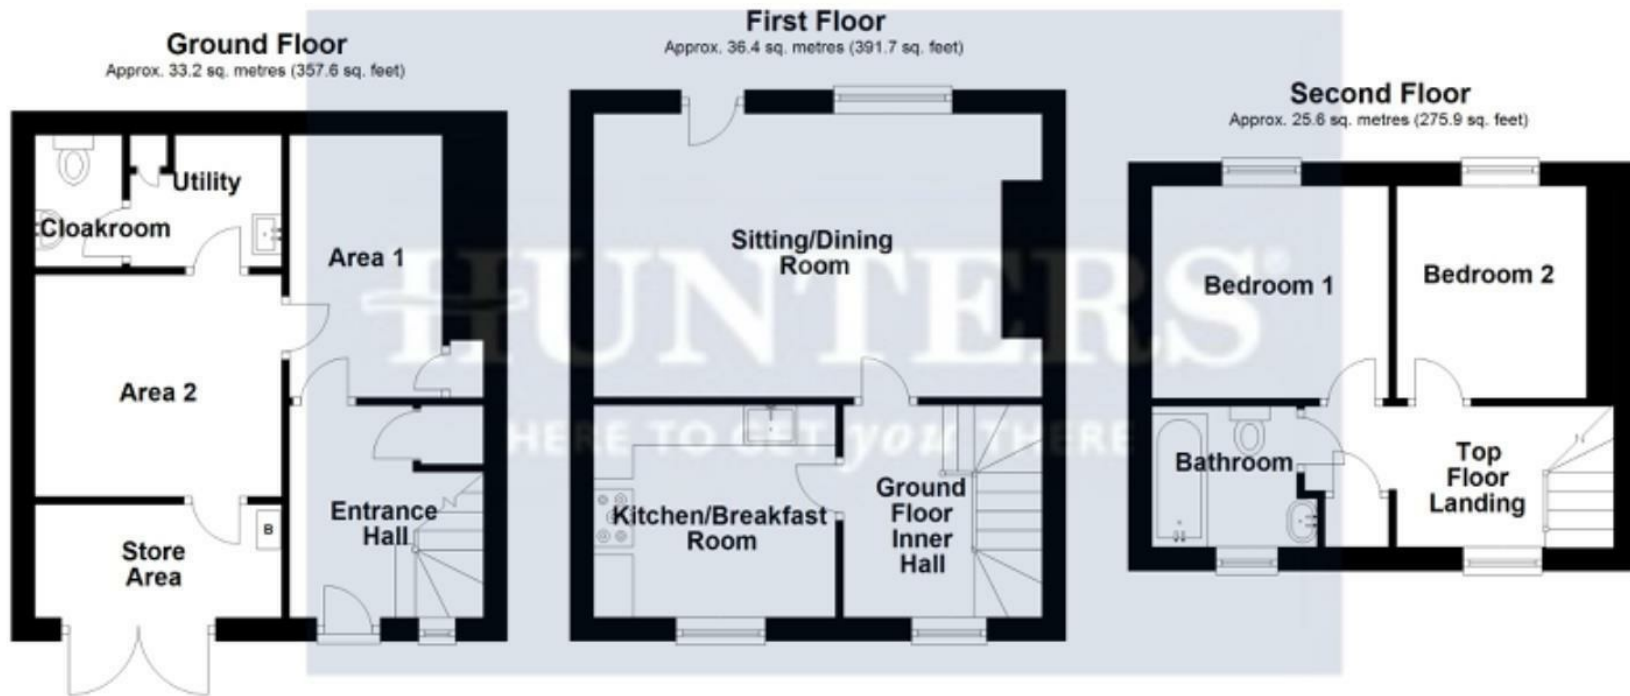 Ground Floor
Approx. 33.2 sq. metres (357.6 sq. feet)
Utility
Cloakroom
Area 1
Area 2
Entrance
Hall
Store
Area
B
First Floor
Approx. 36.4 sq. metres (391.7 sq. feet)
Sitting/Dining
Room
Kitchen/Breakfast
Room
Ground
Floor
Inner
Hall
Second Floor
Approx. 25.6 sq. metres (275.9 sq. feet)
Bedroom 1
Bedroom 2
Bathroom
Top
Floor
Landing
HUNTERS®
HERE TO GET you THERE